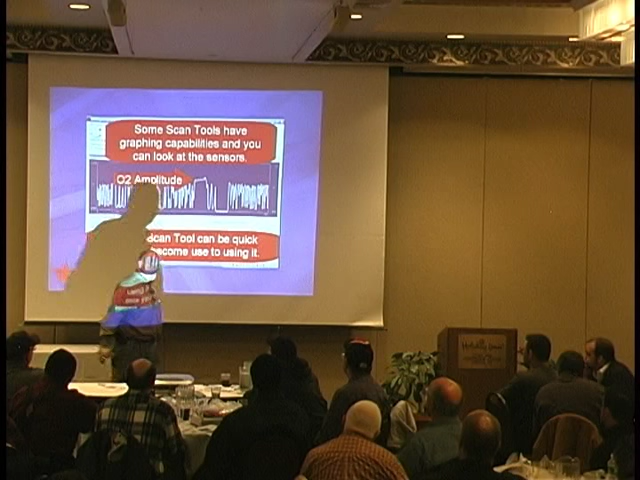 Some Scan Tools have
graphing capabilities and you
can look at the sensors.
O2 Amplitude
Scan Tool can be quick
become use to using it.